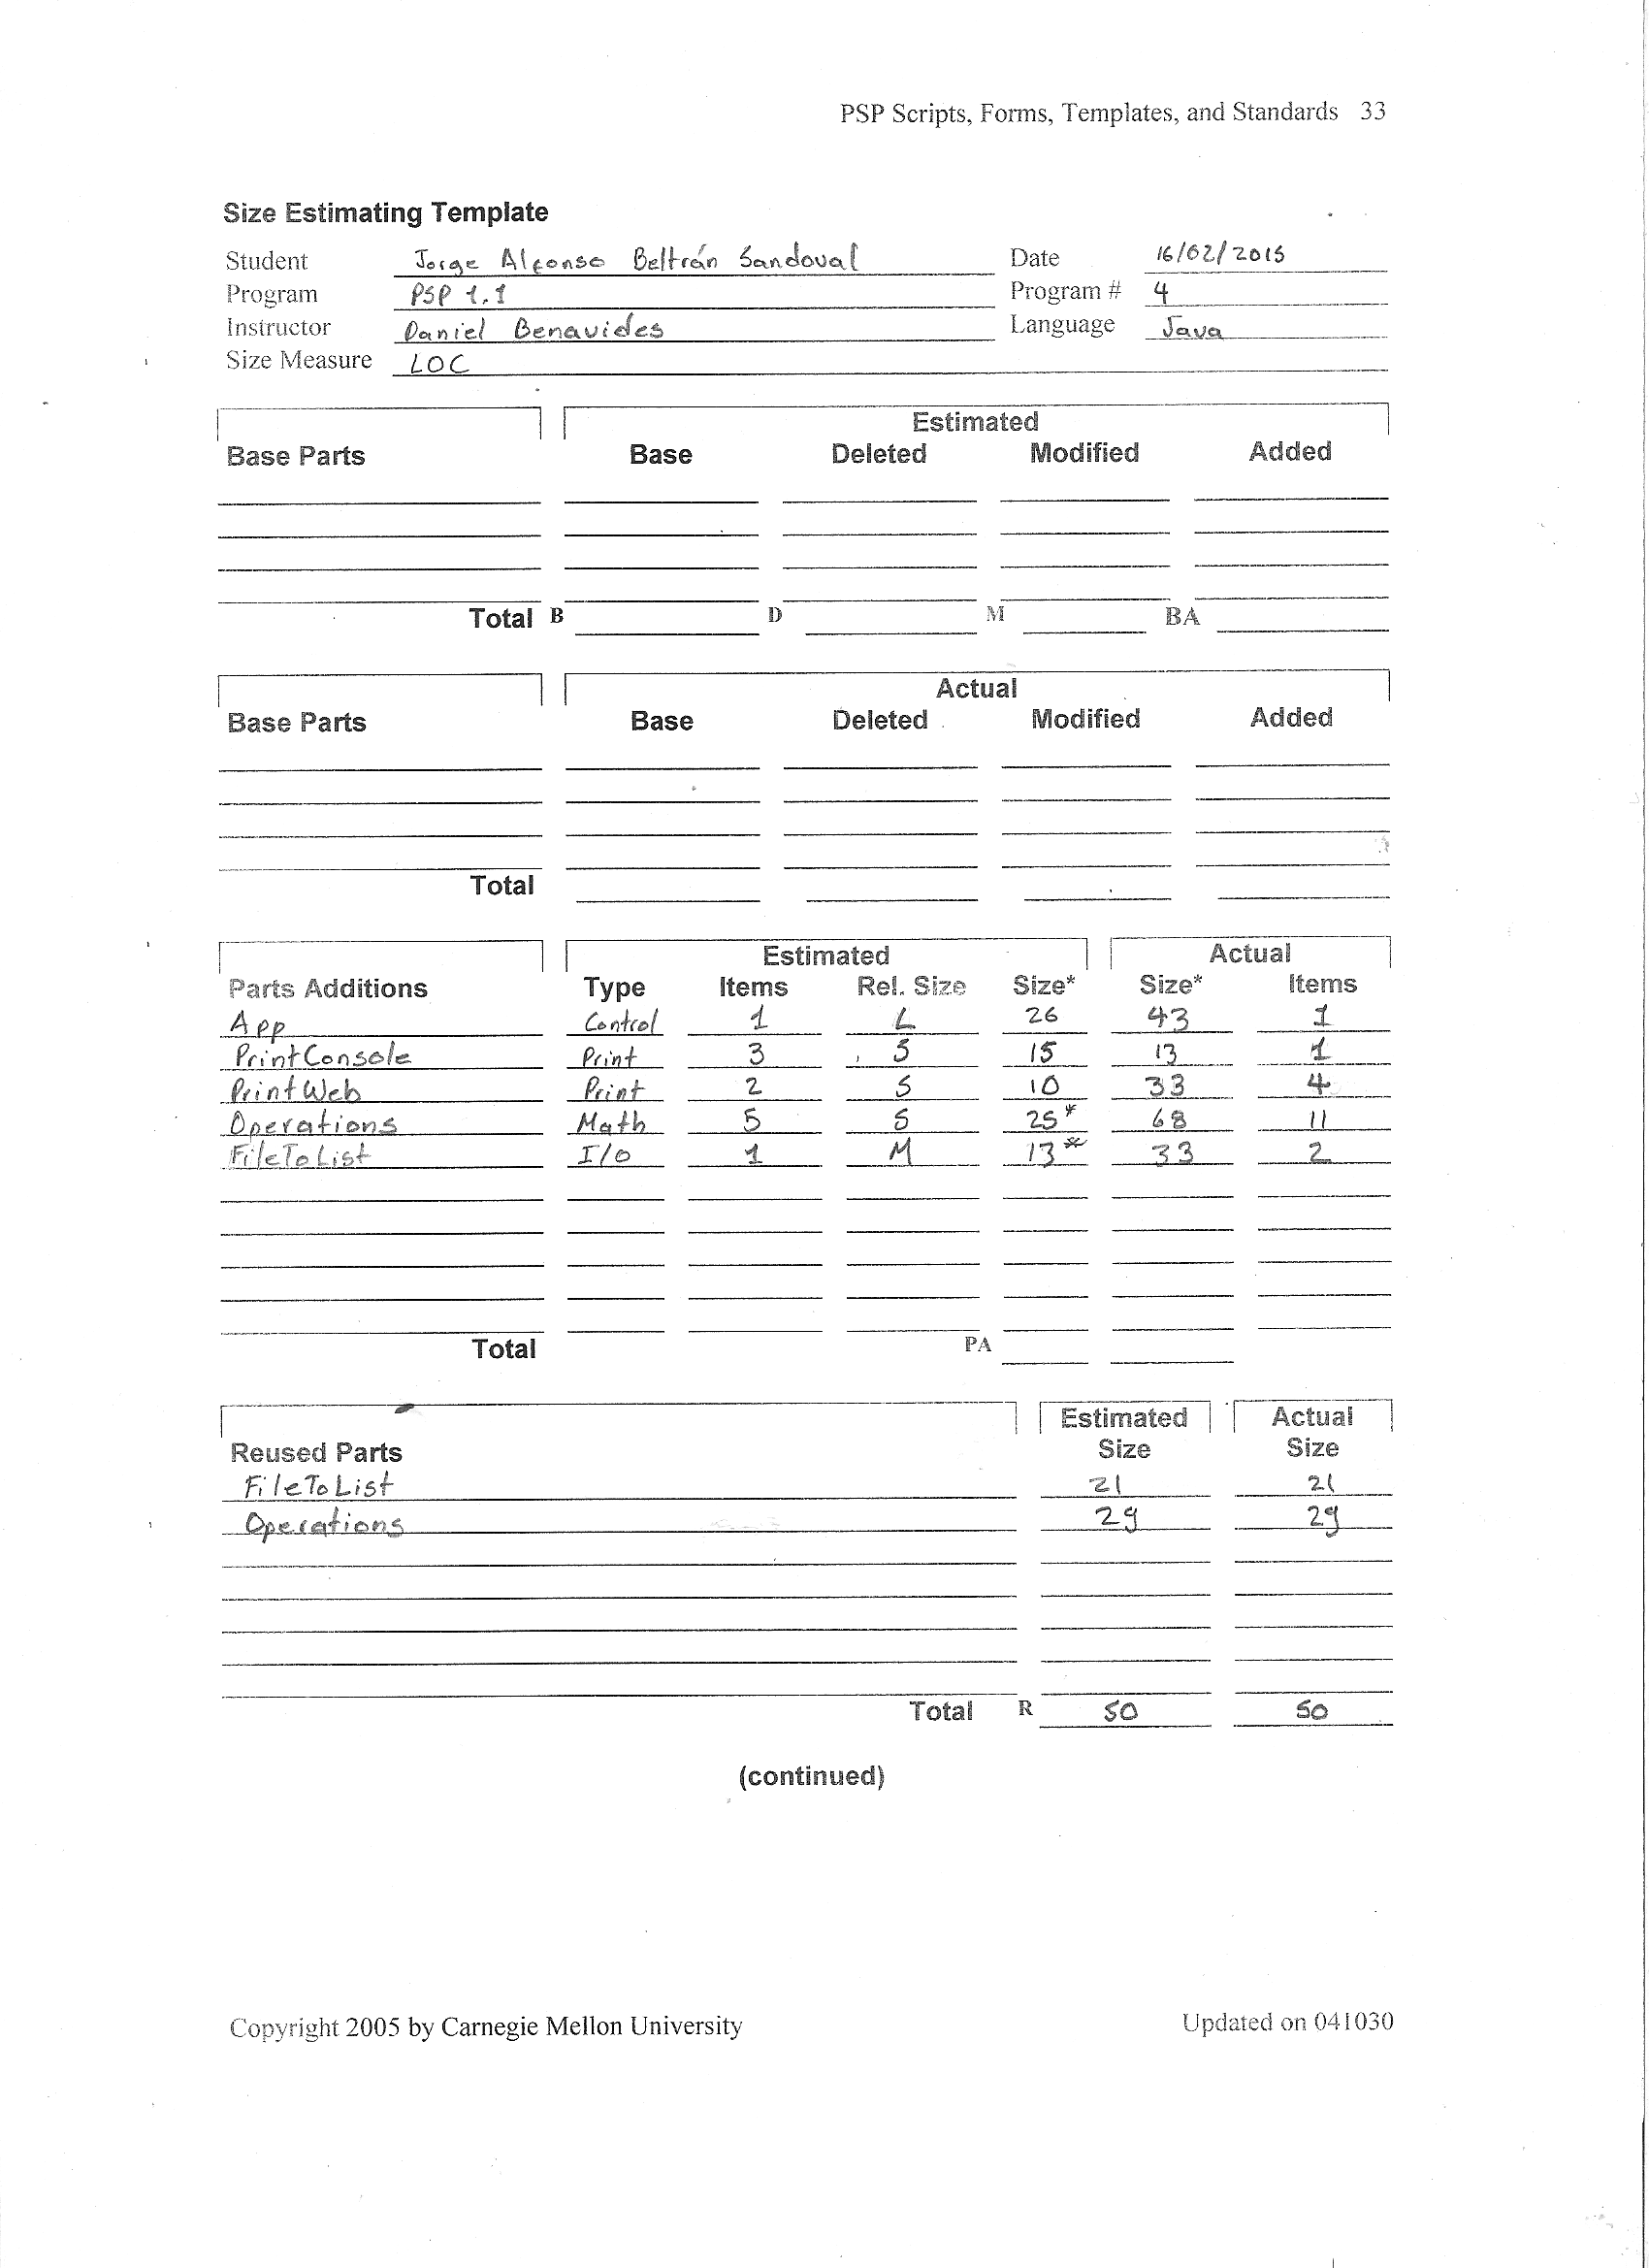 PSP Scripts, Forms, Templates, and Standards 33
Size Estimating Template
Student Jorge Alfonso Beltrán Sandoval Date 16/02/2015
Program PSP 1.1 Program # 4
Instructor Daniel Benavides Language Java
Size Measure LOC
Estimated
Base Parts Base Deleted Modified Added
Total B D M BA
Actual
Base Parts Base Deleted Modified Added
Total
Estimated Actual
Parts Additions Type Items Rel. Size Size* Size* Items
App Control 1 L 26 43 1
PrintConsole Print 3 S 15 13 1
PrintWeb Print 2 S 10 33 4
Operations Math 5 S 25* 68 11
FileToList I/O 1 M 13* 33 2
Total PA
Estimated Actual
Reused Parts Size Size
FileToList 21 21
Operations 29 29
Total R 50 50
(continued)
Copyright 2005 by Carnegie Mellon University Updated on 041030